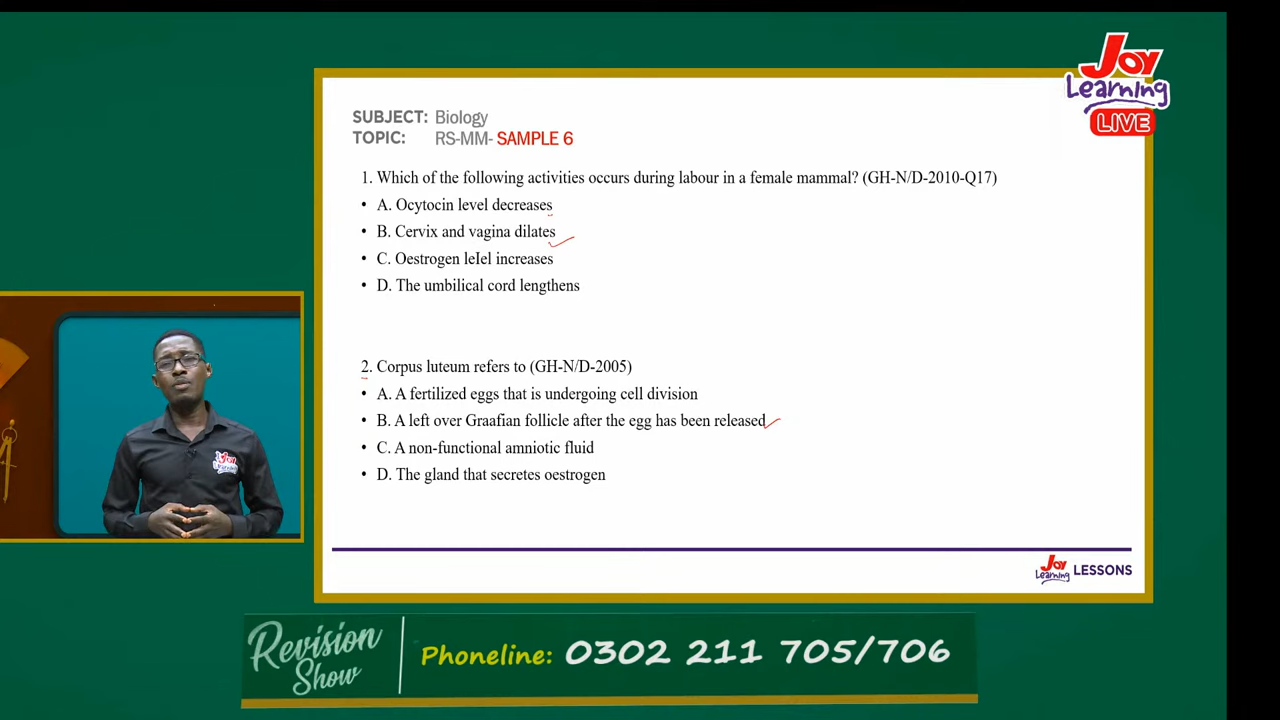 Joy
Learning
LIVE
SUBJECT: Biology
TOPIC: RS-MM- SAMPLE 6
1. Which of the following activities occurs during labour in a female mammal? (GH-N/D-2010-Q17)
• A. Ocytocin level decreases
• B. Cervix and vagina dilates
• C. Oestrogen leIel increases
• D. The umbilical cord lengthens
2. Corpus luteum refers to (GH-N/D-2005)
• A. A fertilized eggs that is undergoing cell division
• B. A left over Graafian follicle after the egg has been released
• C. A non-functional amniotic fluid
• D. The gland that secretes oestrogen
Joy
Learning LESSONS
Revision
Show
Phoneline: 0302 211 705/706